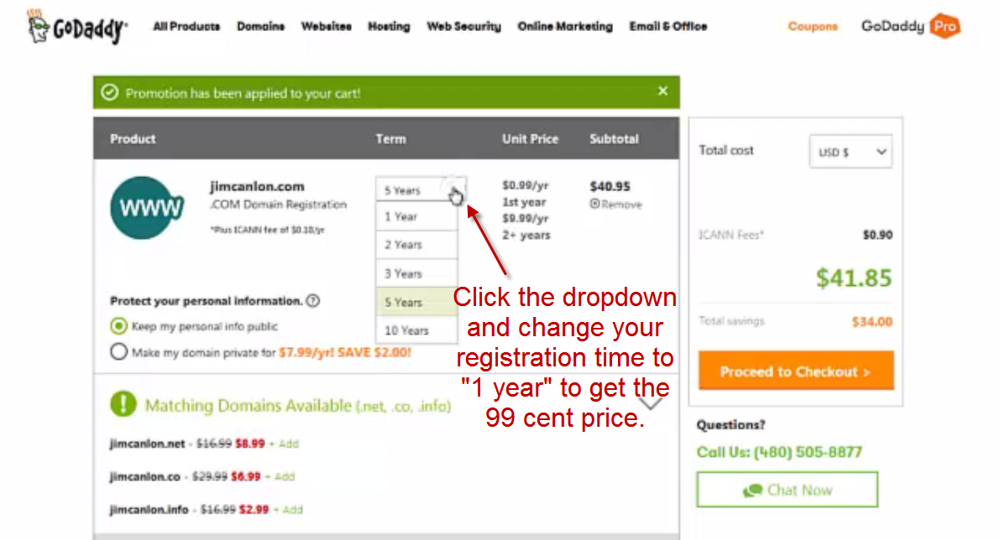 GoDaddy
All Products Domains Websites Hosting Web Security Online Marketing Email & Office Coupons GoDaddy Pro
Promotion has been applied to your cart! ×
Product Term Unit Price Subtotal
www
jimcanlon.com
.COM Domain Registration
*Plus ICANN fee of $0.18/yr
5 Years
1 Year
2 Years
3 Years
5 Years
10 Years
$0.99/yr
1st year
$9.99/yr
2+ years
$40.95
Remove
Protect your personal information. ?
Keep my personal info public
Make my domain private for $7.99/yr! SAVE $2.00!
Click the dropdown
and change your
registration time to
"1 year" to get the
99 cent price.
! Matching Domains Available (.net, .co, .info)
jimcanlon.net - $16.99 $8.99 + Add
jimcanlon.co - $29.99 $6.99 + Add
jimcanlon.info - $16.99 $2.99 + Add
Total cost USD $
ICANN Fees* $0.90
$41.85
Total savings $34.00
Proceed to Checkout >
Questions?
Call Us: (480) 505-8877
Chat Now